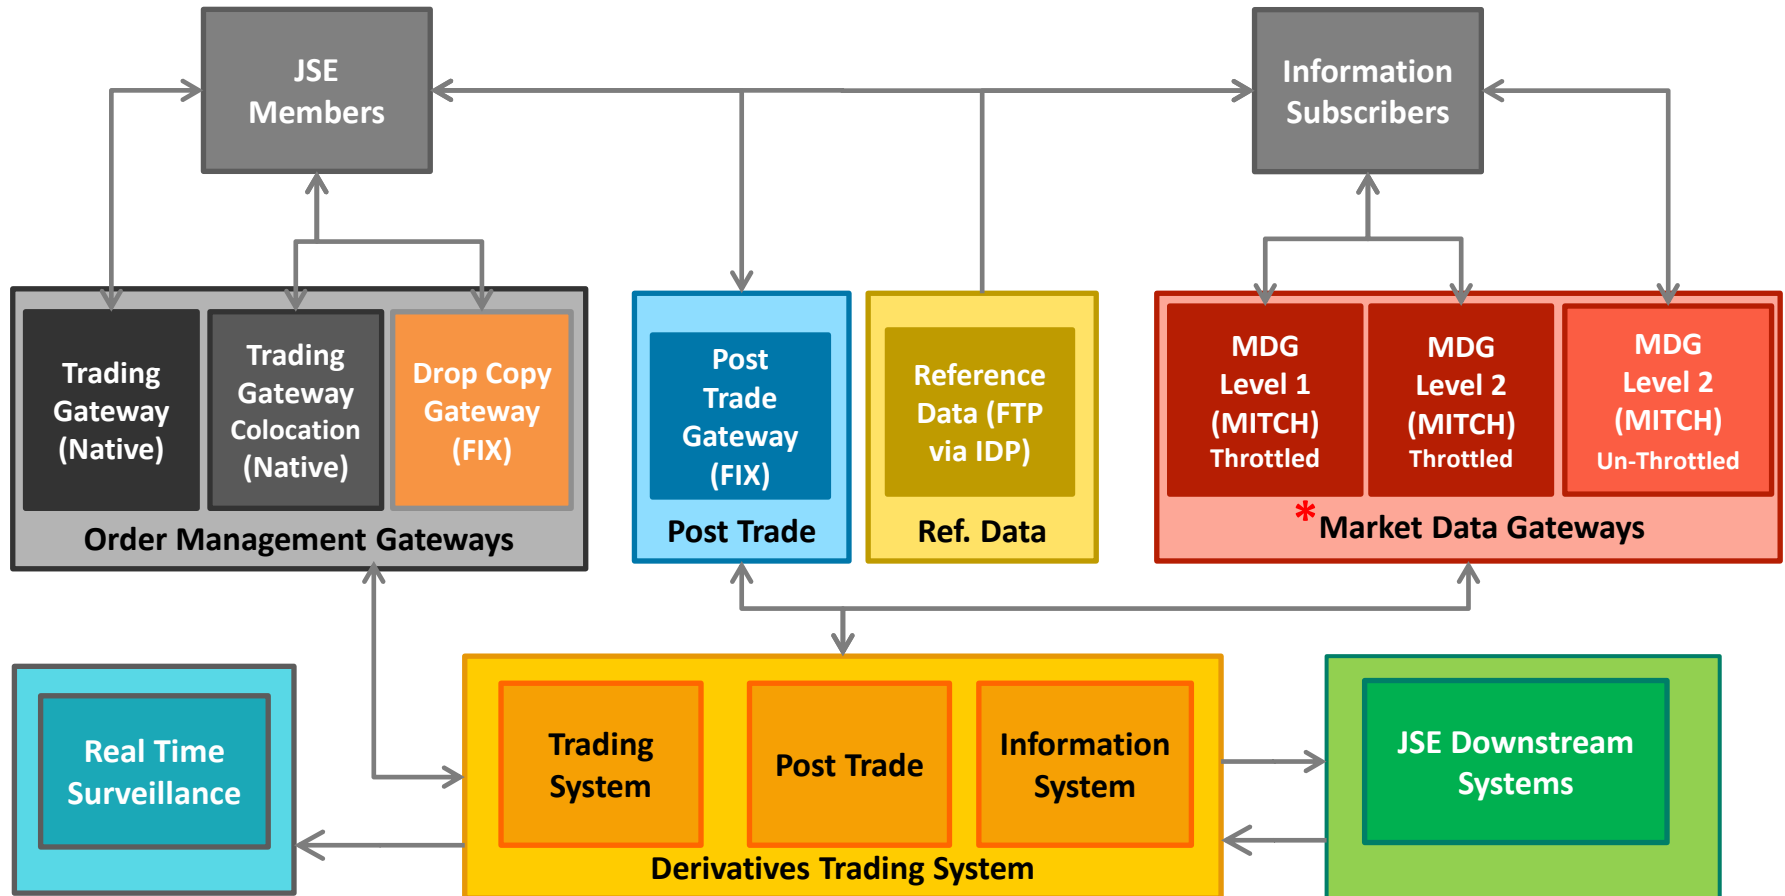 JSE
Members
Information
Subscribers
Trading
Gateway
(Native)
Trading
Gateway
Colocation
(Native)
Drop Copy
Gateway
(FIX)
Order Management Gateways
Post
Trade
Gateway
(FIX)
Post Trade
Reference
Data (FTP
via IDP)
Ref. Data
MDG
Level 1
(MITCH)
Throttled
MDG
Level 2
(MITCH)
Throttled
MDG
Level 2
(MITCH)
Un-Throttled
*Market Data Gateways
Real Time
Surveillance
Trading
System
Post Trade
Information
System
Derivatives Trading System
JSE Downstream
Systems